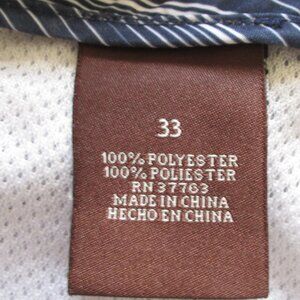 33
100% POLYESTER
100% POLIESTER
RN 37763
MADE IN CHINA
HECHO EN CHINA